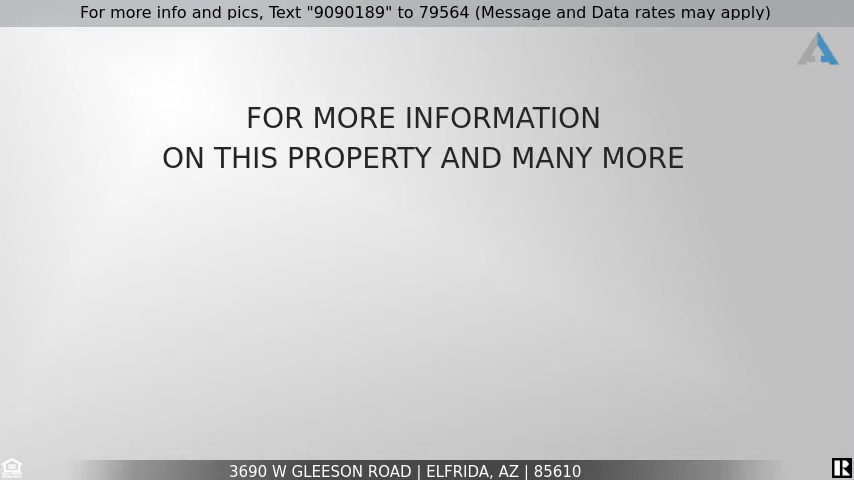 For more info and pics, Text "9090189" to 79564 (Message and Data rates may apply)
FOR MORE INFORMATION
ON THIS PROPERTY AND MANY MORE
3690 W GLEESON ROAD | ELFRIDA, AZ | 85610